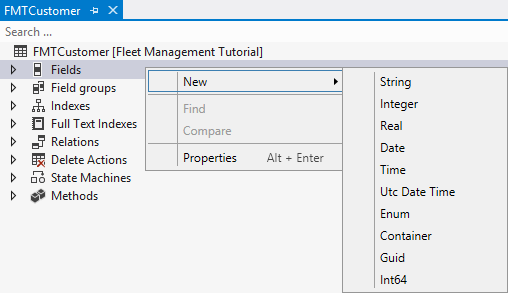 FMTCustomer
Search ...
FMTCustomer [Fleet Management Tutorial]
Fields
Field groups
Indexes
Full Text Indexes
Relations
Delete Actions
State Machines
Methods
New
Find
Compare
Properties Alt + Enter
String
Integer
Real
Date
Time
Utc Date Time
Enum
Container
Guid
Int64